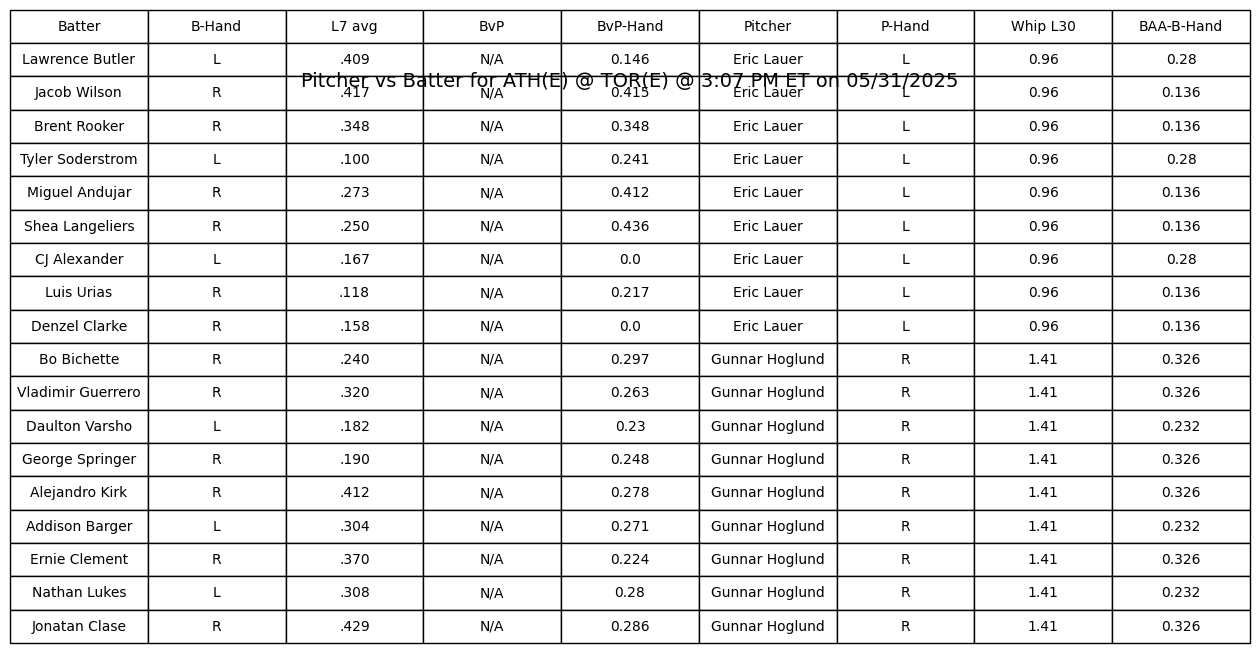 Batter B-Hand L7 avg BvP BvP-Hand Pitcher P-Hand Whip L30 BAA-B-Hand
Lawrence Butler L .409 N/A 0.146 Eric Lauer L 0.96 0.28
Pitcher vs Batter for ATH(E) @ TOR(E) @ 3:07 PM ET on 05/31/2025
Jacob Wilson R .417 N/A 0.415 Eric Lauer L 0.96 0.136
Brent Rooker R .348 N/A 0.348 Eric Lauer L 0.96 0.136
Tyler Soderstrom L .100 N/A 0.241 Eric Lauer L 0.96 0.28
Miguel Andujar R .273 N/A 0.412 Eric Lauer L 0.96 0.136
Shea Langeliers R .250 N/A 0.436 Eric Lauer L 0.96 0.136
CJ Alexander L .167 N/A 0.0 Eric Lauer L 0.96 0.28
Luis Urias R .118 N/A 0.217 Eric Lauer L 0.96 0.136
Denzel Clarke R .158 N/A 0.0 Eric Lauer L 0.96 0.136
Bo Bichette R .240 N/A 0.297 Gunnar Hoglund R 1.41 0.326
Vladimir Guerrero R .320 N/A 0.263 Gunnar Hoglund R 1.41 0.326
Daulton Varsho L .182 N/A 0.23 Gunnar Hoglund R 1.41 0.232
George Springer R .190 N/A 0.248 Gunnar Hoglund R 1.41 0.326
Alejandro Kirk R .412 N/A 0.278 Gunnar Hoglund R 1.41 0.326
Addison Barger L .304 N/A 0.271 Gunnar Hoglund R 1.41 0.232
Ernie Clement R .370 N/A 0.224 Gunnar Hoglund R 1.41 0.326
Nathan Lukes L .308 N/A 0.28 Gunnar Hoglund R 1.41 0.232
Jonatan Clase R .429 N/A 0.286 Gunnar Hoglund R 1.41 0.326